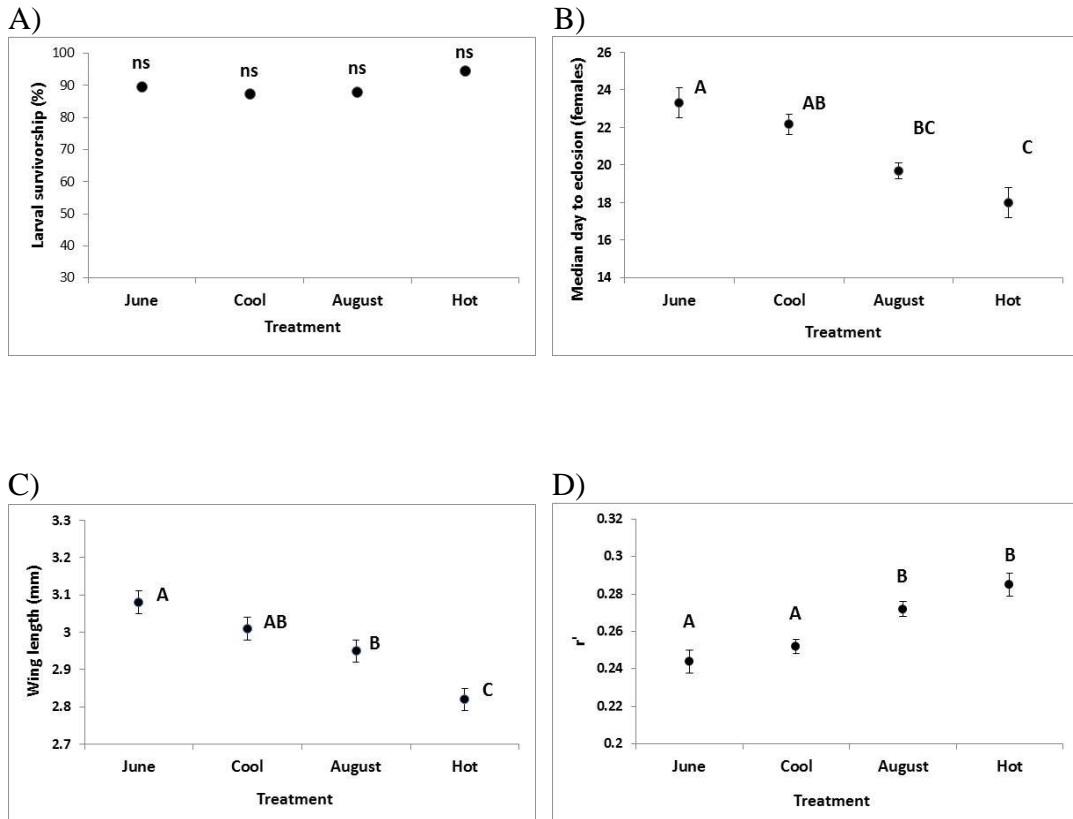 A)
Larval survivorship (%)
100
90
80
70
60
50
40
30
ns
ns
ns
ns
June
Cool
August
Hot
Treatment
B)
Median day to eclosion (females)
26
24
22
20
18
16
14
A
AB
BC
C
June
Cool
August
Hot
Treatment
C)
Wing length (mm)
3.3
3.2
3.1
3
2.9
2.8
2.7
A
AB
B
C
June
Cool
August
Hot
Treatment
D)
r'
0.32
0.3
0.28
0.26
0.24
0.22
0.2
A
A
B
B
June
Cool
August
Hot
Treatment